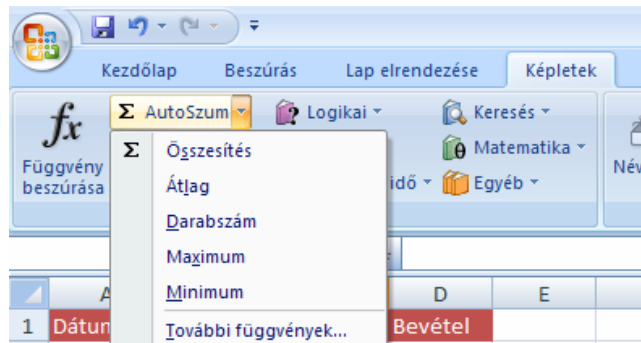 Kezdőlap Beszúrás Lap elrendezése Képletek
fx
Függvény
beszúrása
Σ AutoSzum
Logikai
Keresés
Matematika
idő
Egyéb
Σ Összesítés
Átlag
Darabszám
Maximum
Minimum
További függvények...
A D E
1 Dátum Bevétel